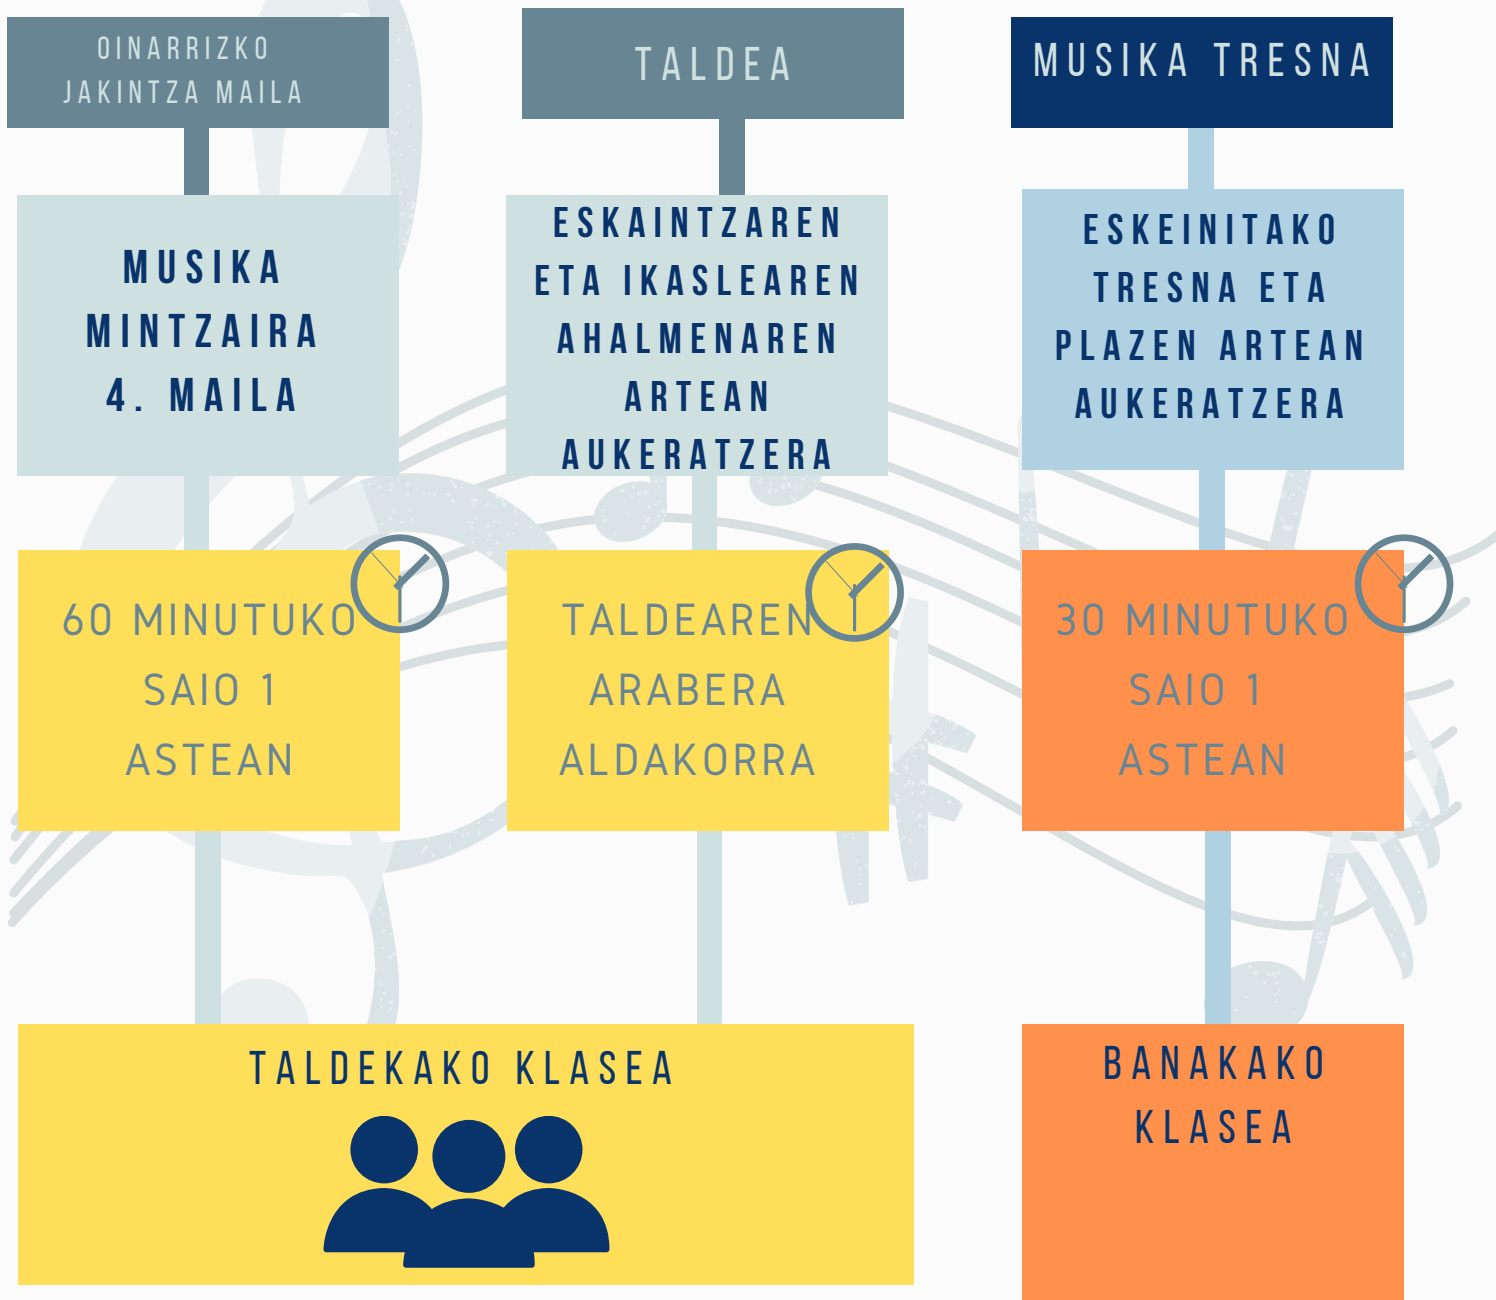 OINARRIZKO
JAKINTZA MAILA
MUSIKA
MINTZAIRA
4. MAILA
60 MINUTUKO
SAIO 1
ASTEAN
TALDEA
ESKAINTZAREN
ETA IKASLEAREN
AHALMENAREN
ARTEAN
AUKERATZERA
TALDEAREN
ARABERA
ALDAKORRA
TALDEKAKO KLASEA
MUSIKA TRESNA
ESKEINITAKO
TRESNA ETA
PLAZEN ARTEAN
AUKERATZERA
30 MINUTUKO
SAIO 1
ASTEAN
BANAKAKO
KLASEA